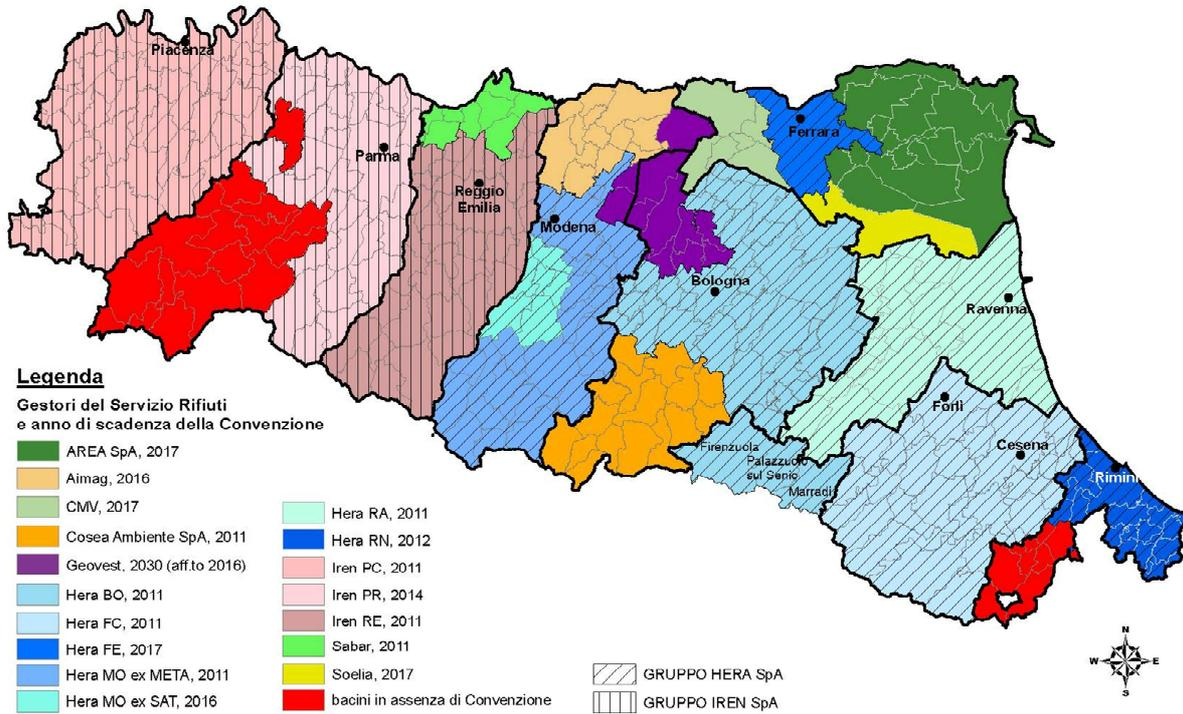 Piacenza
Parma
Reggio
Emilia
Modena
Ferrara
Bologna
Ravenna
Forlì
Cesena
Rimini
Firenzuola
Palazzuolo
sul Senio
Marradi
Legenda
Gestori del Servizio Rifiuti
e anno di scadenza della Convenzione
AREA SpA, 2017
Aimag, 2016
CMV, 2017
Cosea Ambiente SpA, 2011
Geovest, 2030 (aff.to 2016)
Hera BO, 2011
Hera FC, 2011
Hera FE, 2017
Hera MO ex META, 2011
Hera MO ex SAT, 2016
Hera RA, 2011
Hera RN, 2012
Iren PC, 2011
Iren PR, 2014
Iren RE, 2011
Sabar, 2011
Soelia, 2017
bacini in assenza di Convenzione
GRUPPO HERA SpA
GRUPPO IREN SpA
N
W E
S